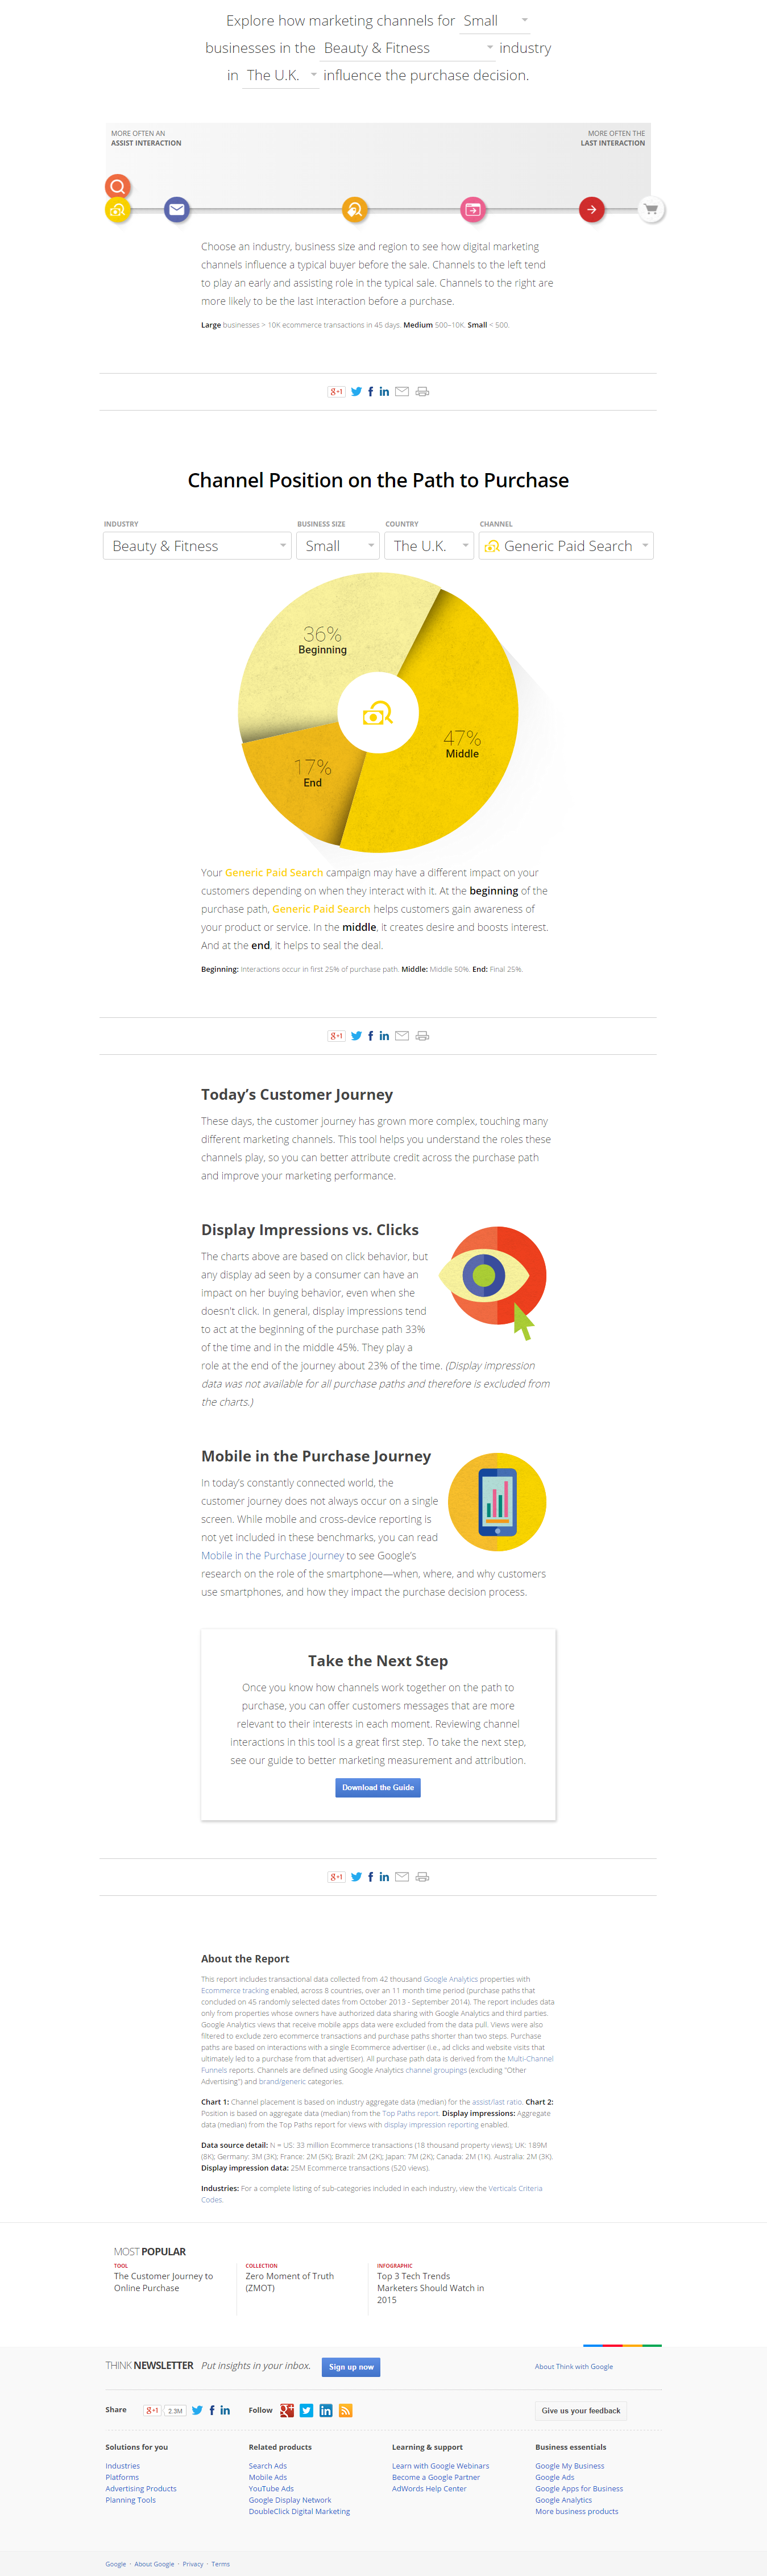 Explore how marketing channels for Small
businesses in the Beauty & Fitness industry
in The U.K. influence the purchase decision.
MORE OFTEN AN
ASSIST INTERACTION
MORE OFTEN THE
LAST INTERACTION
Choose an industry, business size and region to see how digital marketing
channels influence a typical buyer before the sale. Channels to the left tend
to play an early and assisting role in the typical sale. Channels to the right are
more likely to be the last interaction before a purchase.
Large businesses > 10K ecommerce transactions in 45 days. Medium 500–10K. Small < 500.
g+1
Channel Position on the Path to Purchase
INDUSTRY BUSINESS SIZE COUNTRY CHANNEL
Beauty & Fitness Small The U.K. Generic Paid Search
36%
Beginning
47%
Middle
17%
End
Your Generic Paid Search campaign may have a different impact on your
customers depending on when they interact with it. At the beginning of the
purchase path, Generic Paid Search helps customers gain awareness of
your product or service. In the middle, it creates desire and boosts interest.
And at the end, it helps to seal the deal.
Beginning: Interactions occur in first 25% of purchase path. Middle: Middle 50%. End: Final 25%.
g+1
Today's Customer Journey
These days, the customer journey has grown more complex, touching many
different marketing channels. This tool helps you understand the roles these
channels play, so you can better attribute credit across the purchase path
and improve your marketing performance.
Display Impressions vs. Clicks
The charts above are based on click behavior, but
any display ad seen by a consumer can have an
impact on her buying behavior, even when she
doesn't click. In general, display impressions tend
to act at the beginning of the purchase path 33%
of the time and in the middle 45%. They play a
role at the end of the journey about 23% of the time. (Display impression
data was not available for all purchase paths and therefore is excluded from
the charts.)
Mobile in the Purchase Journey
In today's constantly connected world, the
customer journey does not always occur on a single
screen. While mobile and cross-device reporting is
not yet included in these benchmarks, you can read
Mobile in the Purchase Journey to see Google's
research on the role of the smartphone—when, where, and why customers
use smartphones, and how they impact the purchase decision process.
Take the Next Step
Once you know how channels work together on the path to
purchase, you can offer customers messages that are more
relevant to their interests in each moment. Reviewing channel
interactions in this tool is a great first step. To take the next step,
see our guide to better marketing measurement and attribution.
Download the Guide
g+1
About the Report
This report includes transactional data collected from 42 thousand Google Analytics properties with
Ecommerce tracking enabled, across 8 countries, over an 11 month time period (purchase paths that
concluded on 45 randomly selected dates from October 2013 - September 2014). The report includes data
only from properties whose owners have authorized data sharing with Google Analytics and third parties.
Google Analytics views that receive mobile apps data were excluded from the data pull. Views were also
filtered to exclude zero ecommerce transactions and purchase paths shorter than two steps. Purchase
paths are based on interactions with a single Ecommerce advertiser (i.e., ad clicks and website visits that
ultimately led to a purchase from that advertiser). All purchase path data is derived from the Multi-Channel
Funnels reports. Channels are defined using Google Analytics channel groupings (excluding "Other
Advertising") and brand/generic categories.
Chart 1: Channel placement is based on industry aggregate data (median) for the assist/last ratio. Chart 2:
Position is based on aggregate data (median) from the Top Paths report. Display impressions: Aggregate
data (median) from the Top Paths report for views with display impression reporting enabled.
Data source detail: N = US: 33 million Ecommerce transactions (18 thousand property views); UK: 189M
(8K); Germany: 3M (3K); France: 2M (5K); Brazil: 2M (2K); Japan: 7M (2K); Canada: 2M (1K). Australia: 2M (3K).
Display impression data: 25M Ecommerce transactions (520 views).
Industries: For a complete listing of sub-categories included in each industry, view the Verticals Criteria
Codes.
MOST POPULAR
TOOL
The Customer Journey to
Online Purchase
COLLECTION
Zero Moment of Truth
(ZMOT)
INFOGRAPHIC
Top 3 Tech Trends
Marketers Should Watch in
2015
THINK NEWSLETTER Put insights in your inbox. Sign up now About Think with Google
Share g+1 2.3M Follow Give us your feedback
Solutions for you
Industries
Platforms
Advertising Products
Planning Tools
Related products
Search Ads
Mobile Ads
YouTube Ads
Google Display Network
DoubleClick Digital Marketing
Learning & support
Learn with Google Webinars
Become a Google Partner
AdWords Help Center
Business essentials
Google My Business
Google Ads
Google Apps for Business
Google Analytics
More business products
Google · About Google · Privacy · Terms